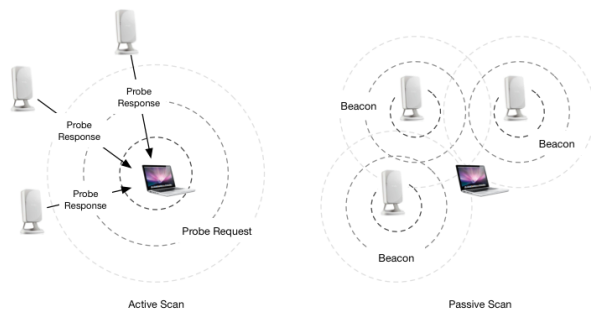 Probe
Response
Probe
Response
Probe
Response
Probe Request
Active Scan
Beacon
Beacon
Beacon
Passive Scan